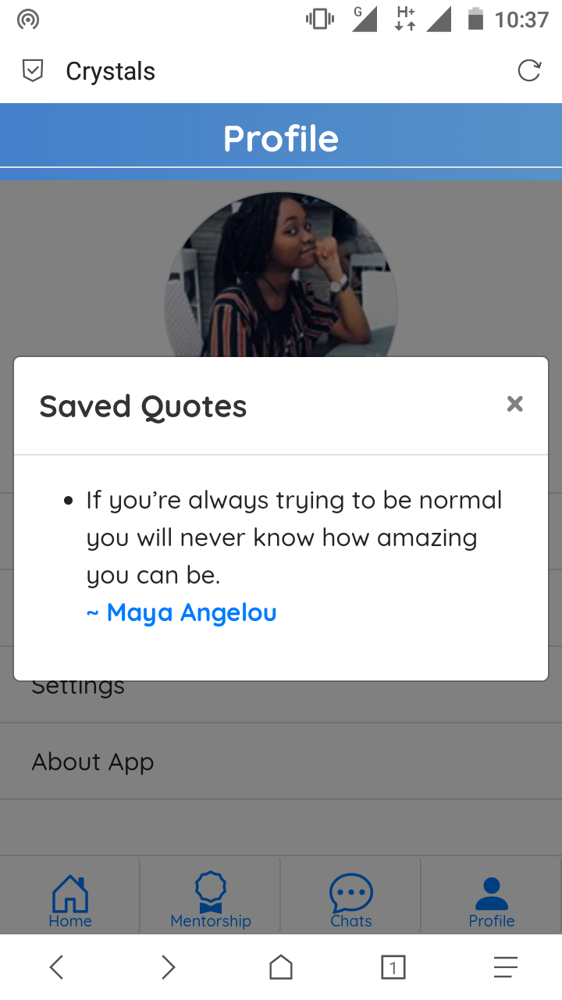 G H+ 10:37
Crystals
Profile
Saved Quotes ×
• If you’re always trying to be normal
you will never know how amazing
you can be.
~ Maya Angelou
Settings
About App
Home Mentorship Chats Profile
1